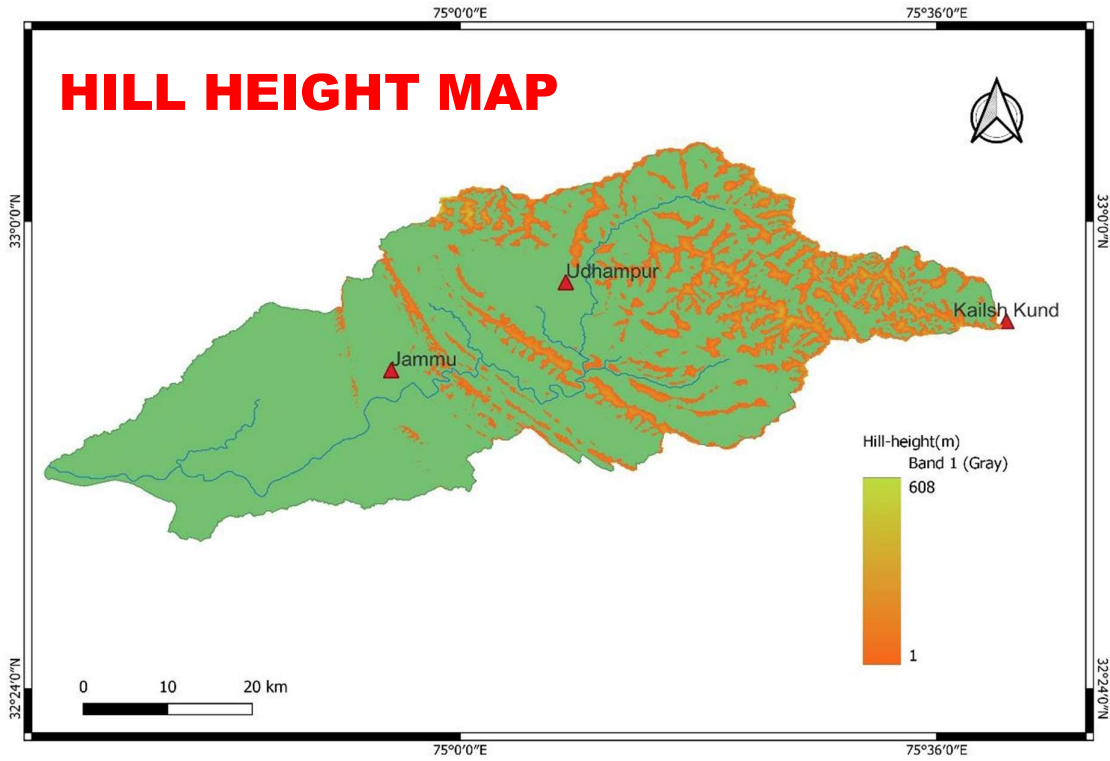 75°0′0″E 75°36′0″E
HILL HEIGHT MAP
33°0′0″N 33°0′0″N
Udhampur
Kailsh Kund
Jammu
Hill-height(m)
Band 1 (Gray)
608
1
0 10 20 km
32°24′0″N 32°24′0″N
75°0′0″E 75°36′0″E